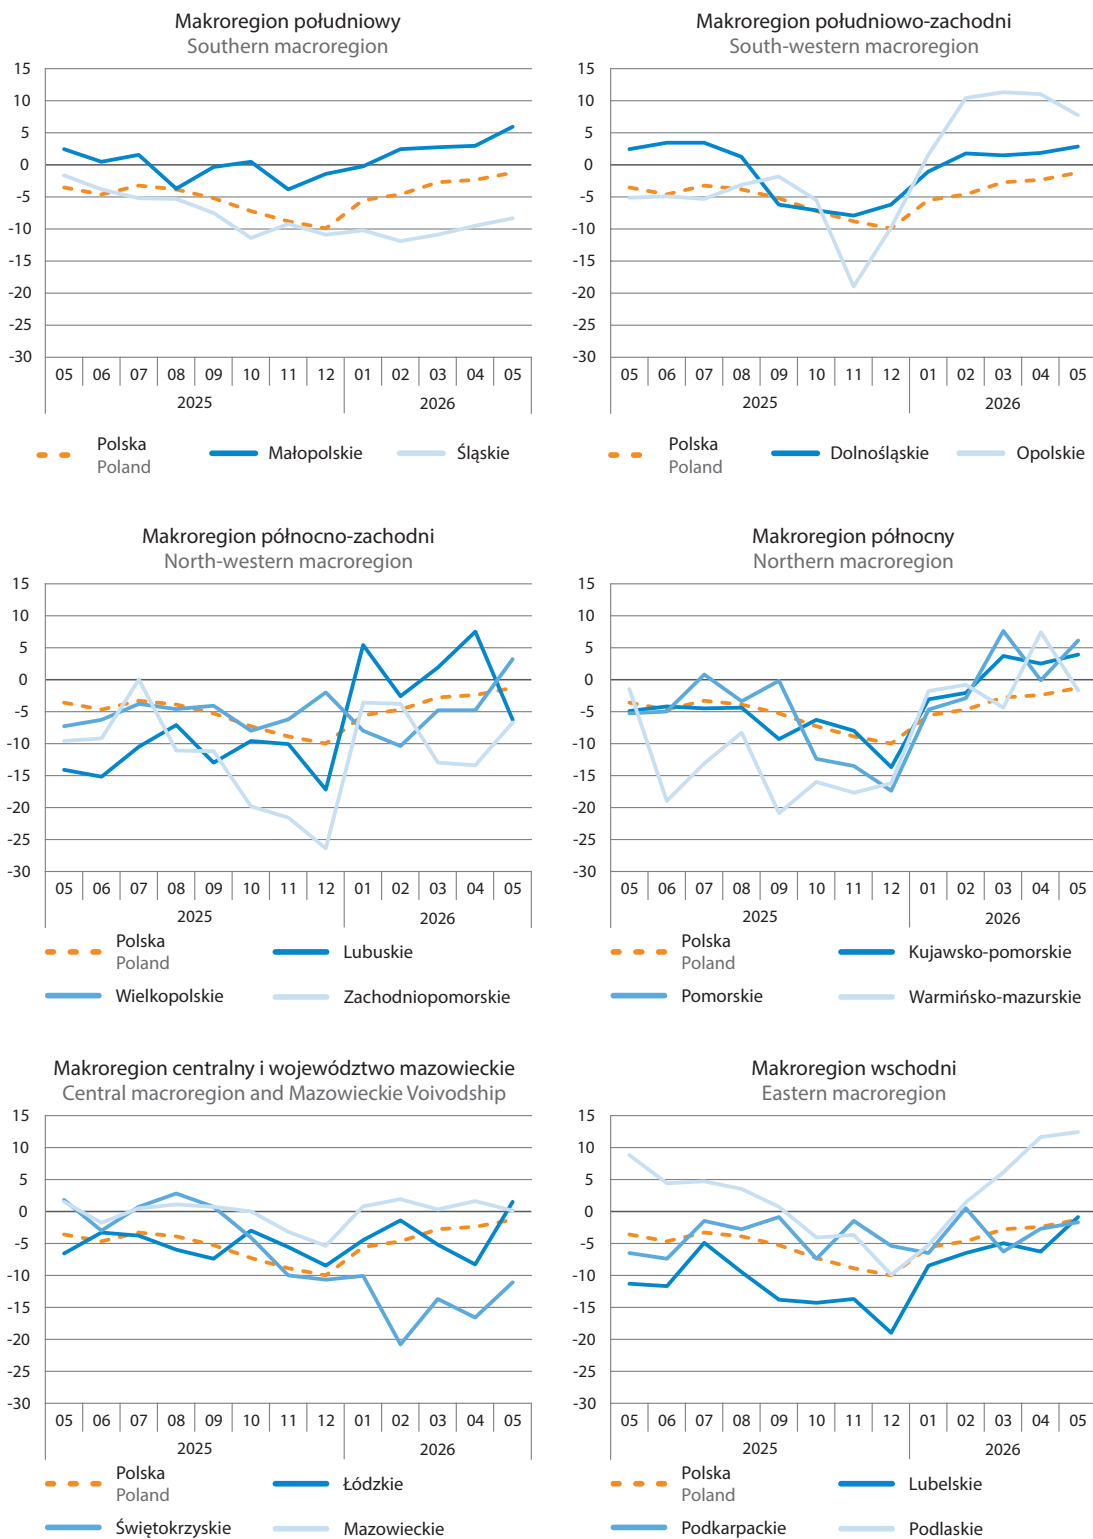 Makroregion południowy
Southern macroregion
15
10
5
0
-5
-10
-15
-20
-25
-30
05 06 07 08 09 10 11 12 01 02 03 04 05
2025 2026
Polska
Poland
Małopolskie
Śląskie
Makroregion południowo-zachodni
South-western macroregion
15
10
5
0
-5
-10
-15
-20
-25
-30
05 06 07 08 09 10 11 12 01 02 03 04 05
2025 2026
Polska
Poland
Dolnośląskie
Opolskie
Makroregion północno-zachodni
North-western macroregion
15
10
5
0
-5
-10
-15
-20
-25
-30
05 06 07 08 09 10 11 12 01 02 03 04 05
2025 2026
Polska
Poland
Lubuskie
Wielkopolskie
Zachodniopomorskie
Makroregion północny
Northern macroregion
15
10
5
0
-5
-10
-15
-20
-25
-30
05 06 07 08 09 10 11 12 01 02 03 04 05
2025 2026
Polska
Poland
Kujawsko-pomorskie
Pomorskie
Warmińsko-mazurskie
Makroregion centralny i województwo mazowieckie
Central macroregion and Mazowieckie Voivodship
15
10
5
0
-5
-10
-15
-20
-25
-30
05 06 07 08 09 10 11 12 01 02 03 04 05
2025 2026
Polska
Poland
Łódzkie
Świętokrzyskie
Mazowieckie
Makroregion wschodni
Eastern macroregion
15
10
5
0
-5
-10
-15
-20
-25
-30
05 06 07 08 09 10 11 12 01 02 03 04 05
2025 2026
Polska
Poland
Lubelskie
Podkarpackie
Podlaskie